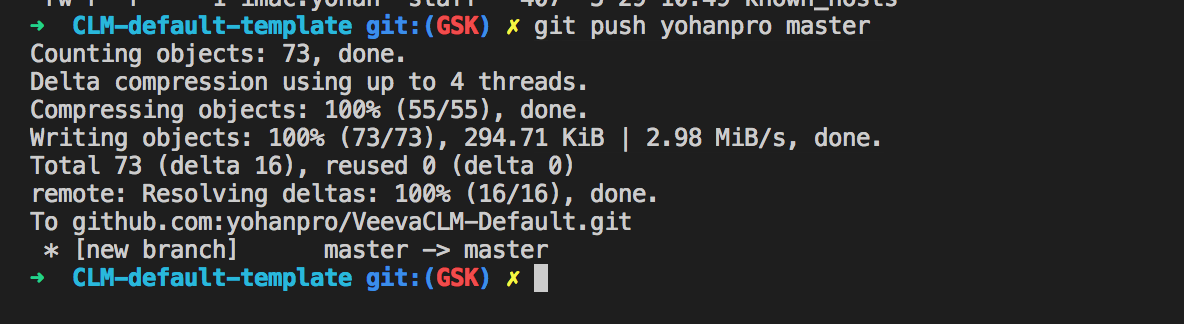 ➜ CLM-default-template git:(GSK) ✗ git push yohanpro master
Counting objects: 73, done.
Delta compression using up to 4 threads.
Compressing objects: 100% (55/55), done.
Writing objects: 100% (73/73), 294.71 KiB | 2.98 MiB/s, done.
Total 73 (delta 16), reused 0 (delta 0)
remote: Resolving deltas: 100% (16/16), done.
To github.com:yohanpro/VeevaCLM-Default.git
* [new branch]      master -> master
➜ CLM-default-template git:(GSK) ✗